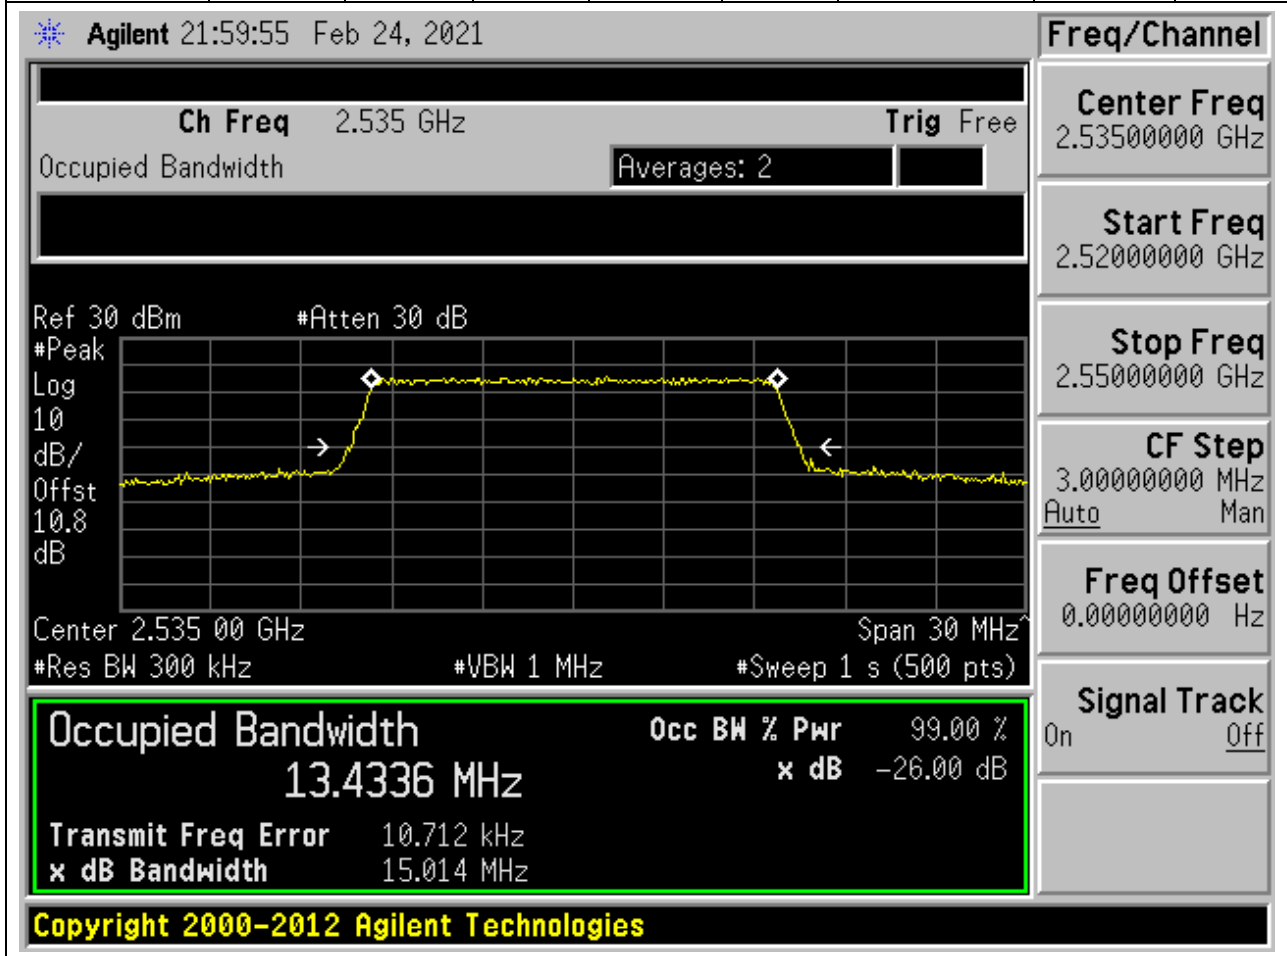 Agilent 21:59:55 Feb 24, 2021
Freq/Channel
Ch Freq 2.535 GHz Trig Free
Occupied Bandwidth Averages: 2
Ref 30 dBm #Atten 30 dB
#Peak
Log
10
dB/
Offst
10.8
dB
Center 2.535 00 GHz Span 30 MHz^
#Res BW 300 kHz #VBW 1 MHz #Sweep 1 s (500 pts)
Occupied Bandwidth Occ BW % Pwr 99.00 %
13.4336 MHz x dB -26.00 dB
Transmit Freq Error 10.712 kHz
x dB Bandwidth 15.014 MHz
Center Freq
2.53500000 GHz
Start Freq
2.52000000 GHz
Stop Freq
2.55000000 GHz
CF Step
3.00000000 MHz
Auto Man
Freq Offset
0.00000000 Hz
Signal Track
On Off
Copyright 2000-2012 Agilent Technologies